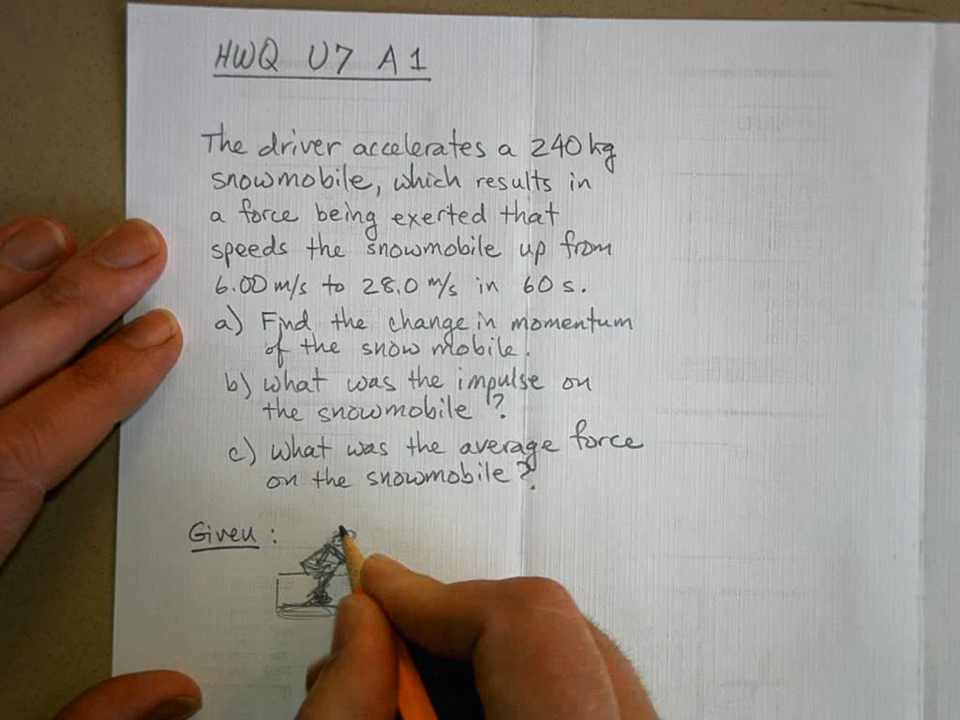 HWQ U7 A1
The driver accelerates a 240 kg
snowmobile, which results in
a force being exerted that
speeds the snowmobile up from
6.00 m/s to 28.0 m/s in 60 s.
a) Find the change in momentum
of the snow mobile.
b) what was the impulse on
the snowmobile?
c) What was the average force
on the snowmobile?
Given: